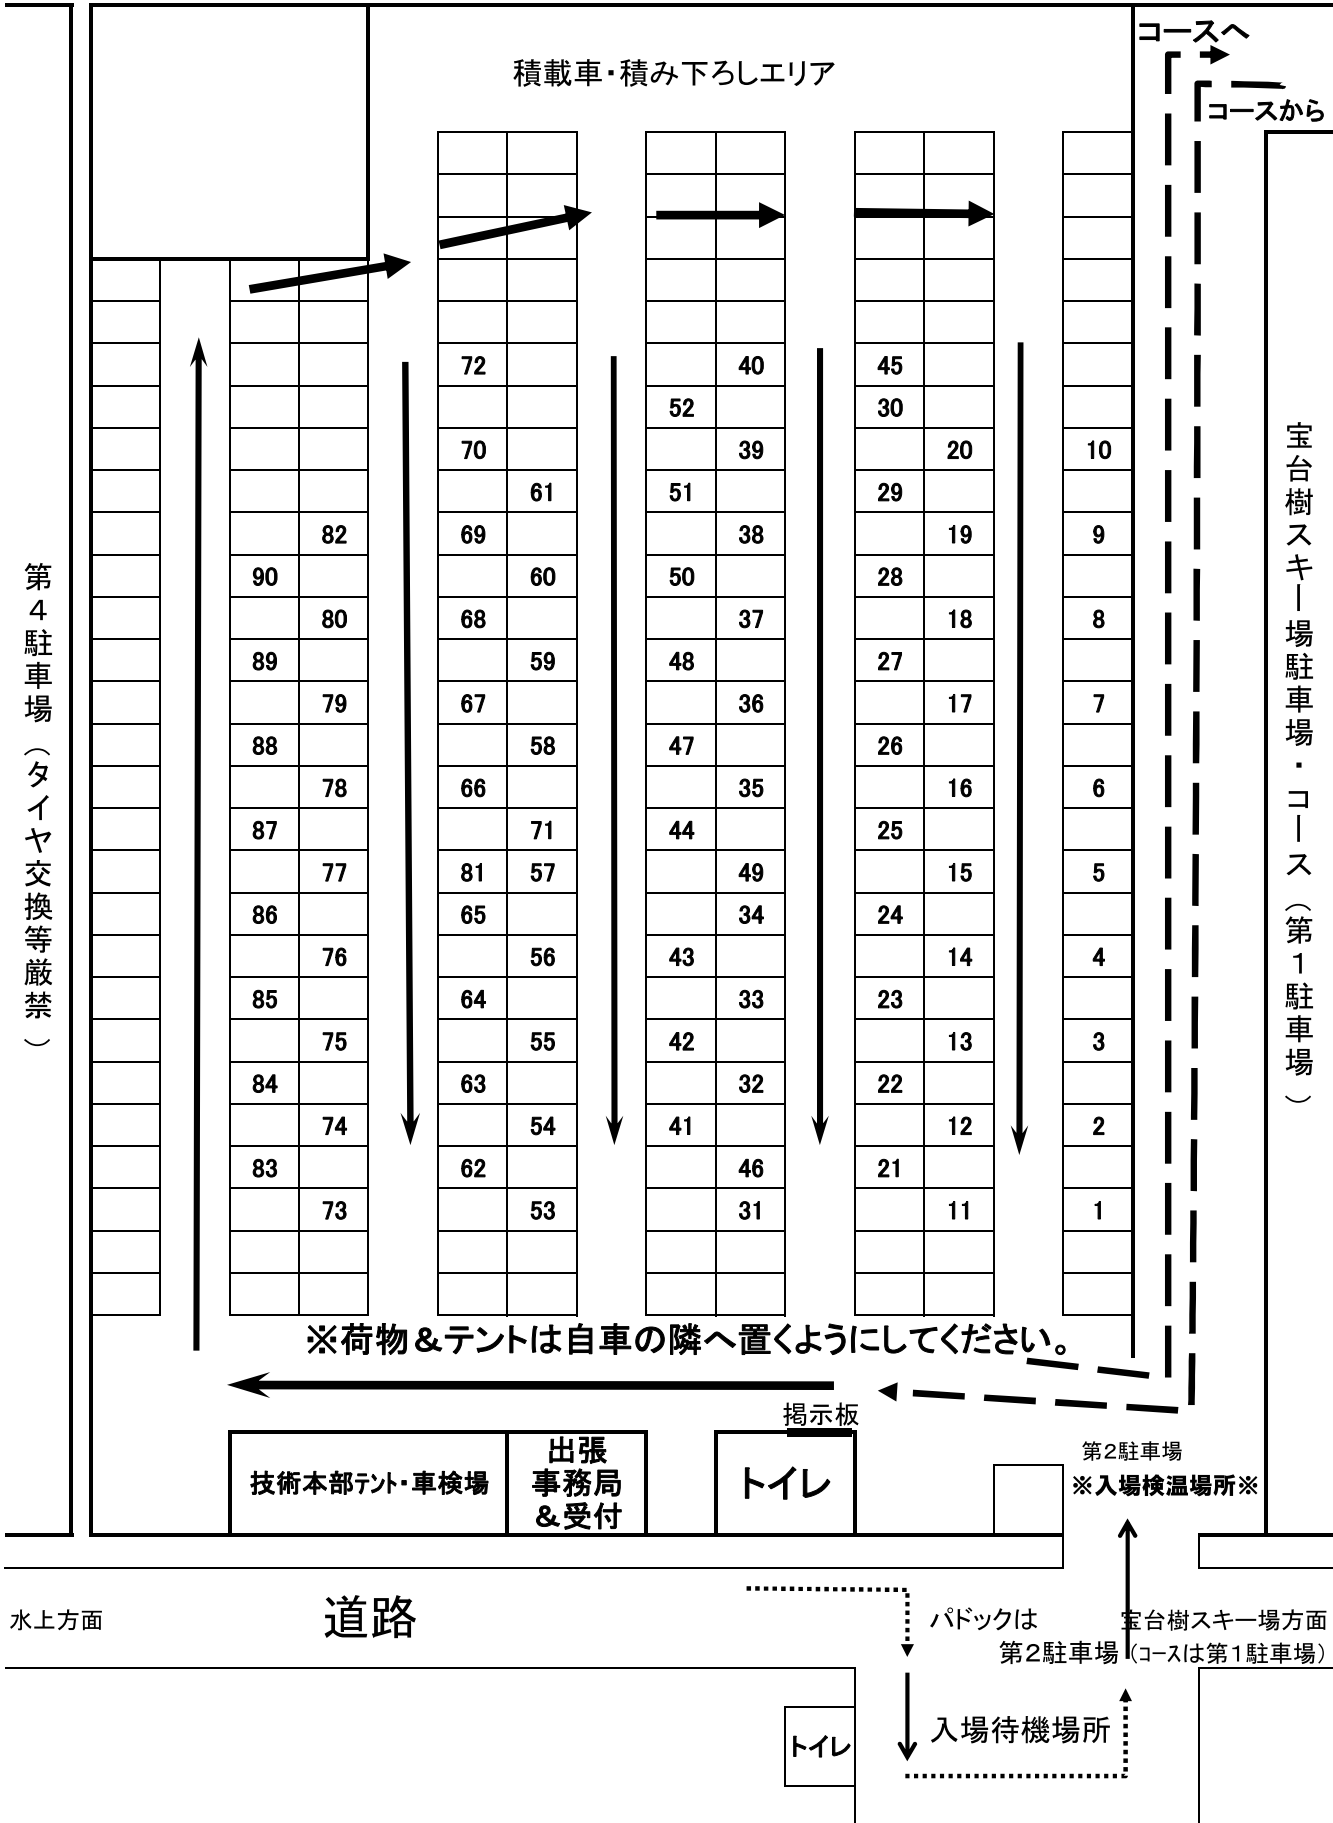 コースへ
積載車・積み下ろしエリア
コースから
72 40 45
52 30
70 39 20 10
61 51 29
82 69 38 19 9
90 60 50 28
80 68 37 18 8
89 59 48 27
79 67 36 17 7
88 58 47 26
78 66 35 16 6
87 71 44 25
77 81 57 49 15 5
86 65 34 24
76 56 43 14 4
85 64 33 23
75 55 42 13 3
84 63 32 22
74 54 41 12 2
83 62 46 21
73 53 31 11 1
第4駐車場（タイヤ交換等厳禁）
宝台樹スキー場駐車場・コース（第1駐車場）
※荷物＆テントは自車の隣へ置くようにしてください。
掲示板
技術本部テント・車検場
出張
事務局
＆受付
トイレ
第2駐車場
※入場検温場所※
水上方面
道路
パドックは
第2駐車場
宝台樹スキー場方面
（コースは第1駐車場）
入場待機場所
トイレ